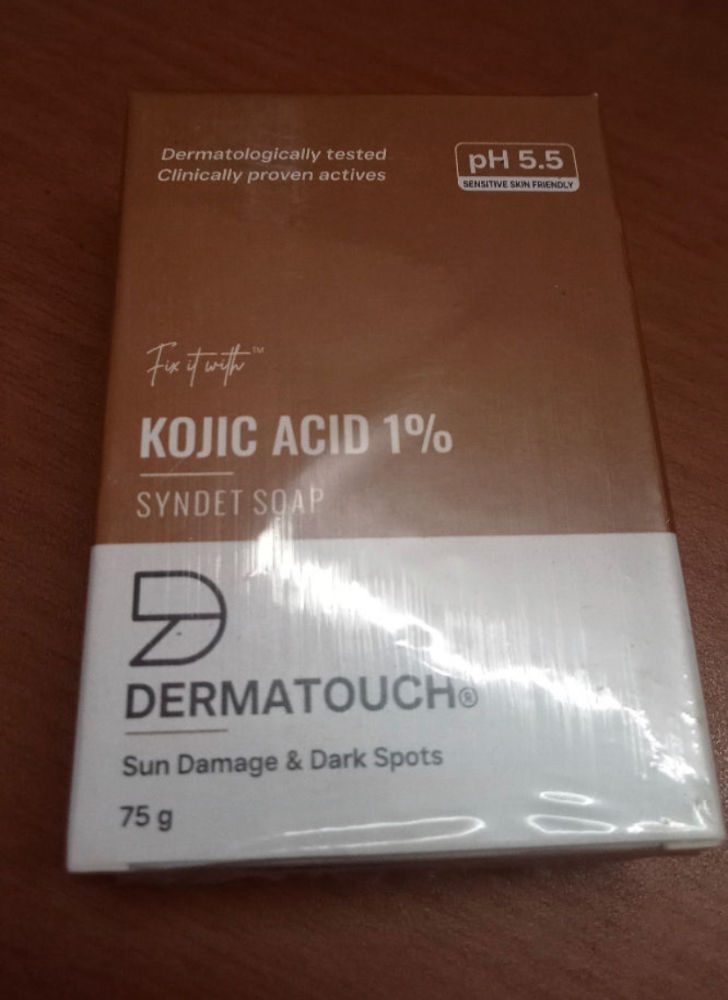 Dermatologically tested
Clinically proven actives
pH 5.5
SENSITIVE SKIN FRIENDLY
Fix it with™
KOJIC ACID 1%
SYNDET SOAP
DERMATOUCH®
Sun Damage & Dark Spots
75 g